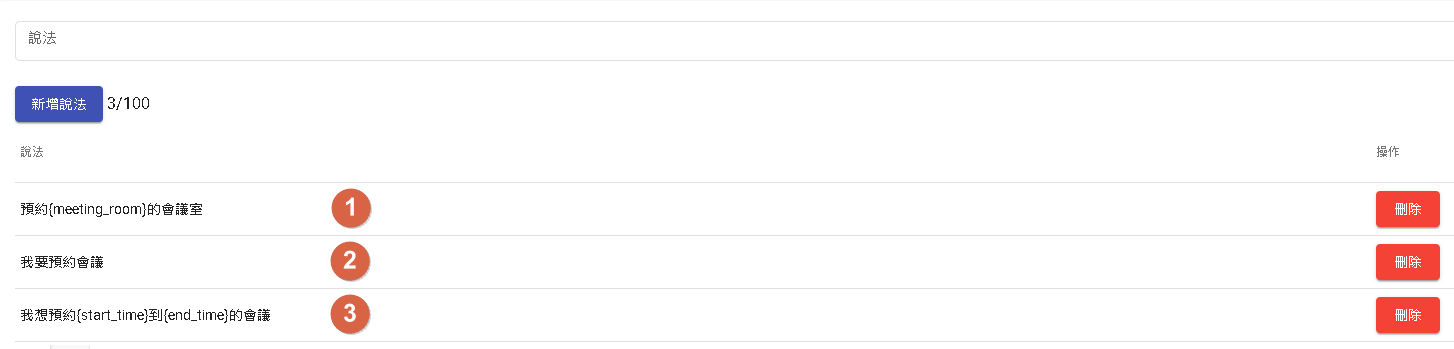 說法
新增說法 3/100
說法 操作
預約{meeting_room}的會議室 1 刪除
我要預約會議 2 刪除
我想預約{start_time}到{end_time}的會議 3 刪除